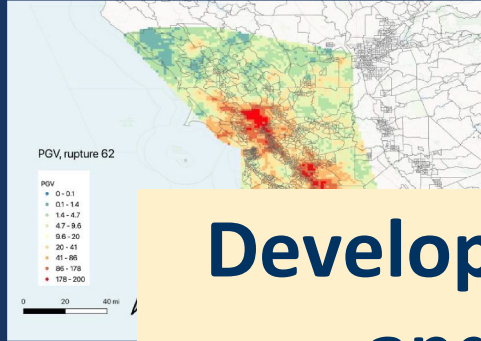 PGV, rupture 62
PGV
0 - 0.1
0.1 - 1.4
1.4 - 4.7
4.7 - 9.6
9.6 - 20
20 - 41
41 - 86
86 - 178
178 - 200
0 20 40 mi
Develop